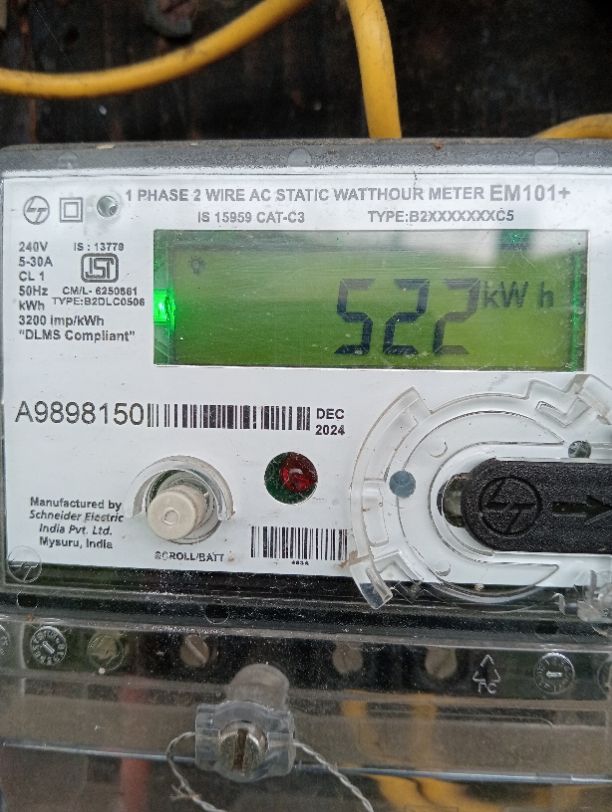 1 PHASE 2 WIRE AC STATIC WATTHOUR METER EM101+
IS 15959 CAT-C3 TYPE:B2XXXXXXXC5
240V IS : 13779
5-30A
CL 1
50Hz CM/L- 6250861
kWh TYPE:B2DLC0506
3200 imp/kWh
"DLMS Compliant"
522 kWh
A9898150
DEC
2024
Manufactured by
Schneider Electric
India Pvt. Ltd.
Mysuru, India
SCROLL/BATT